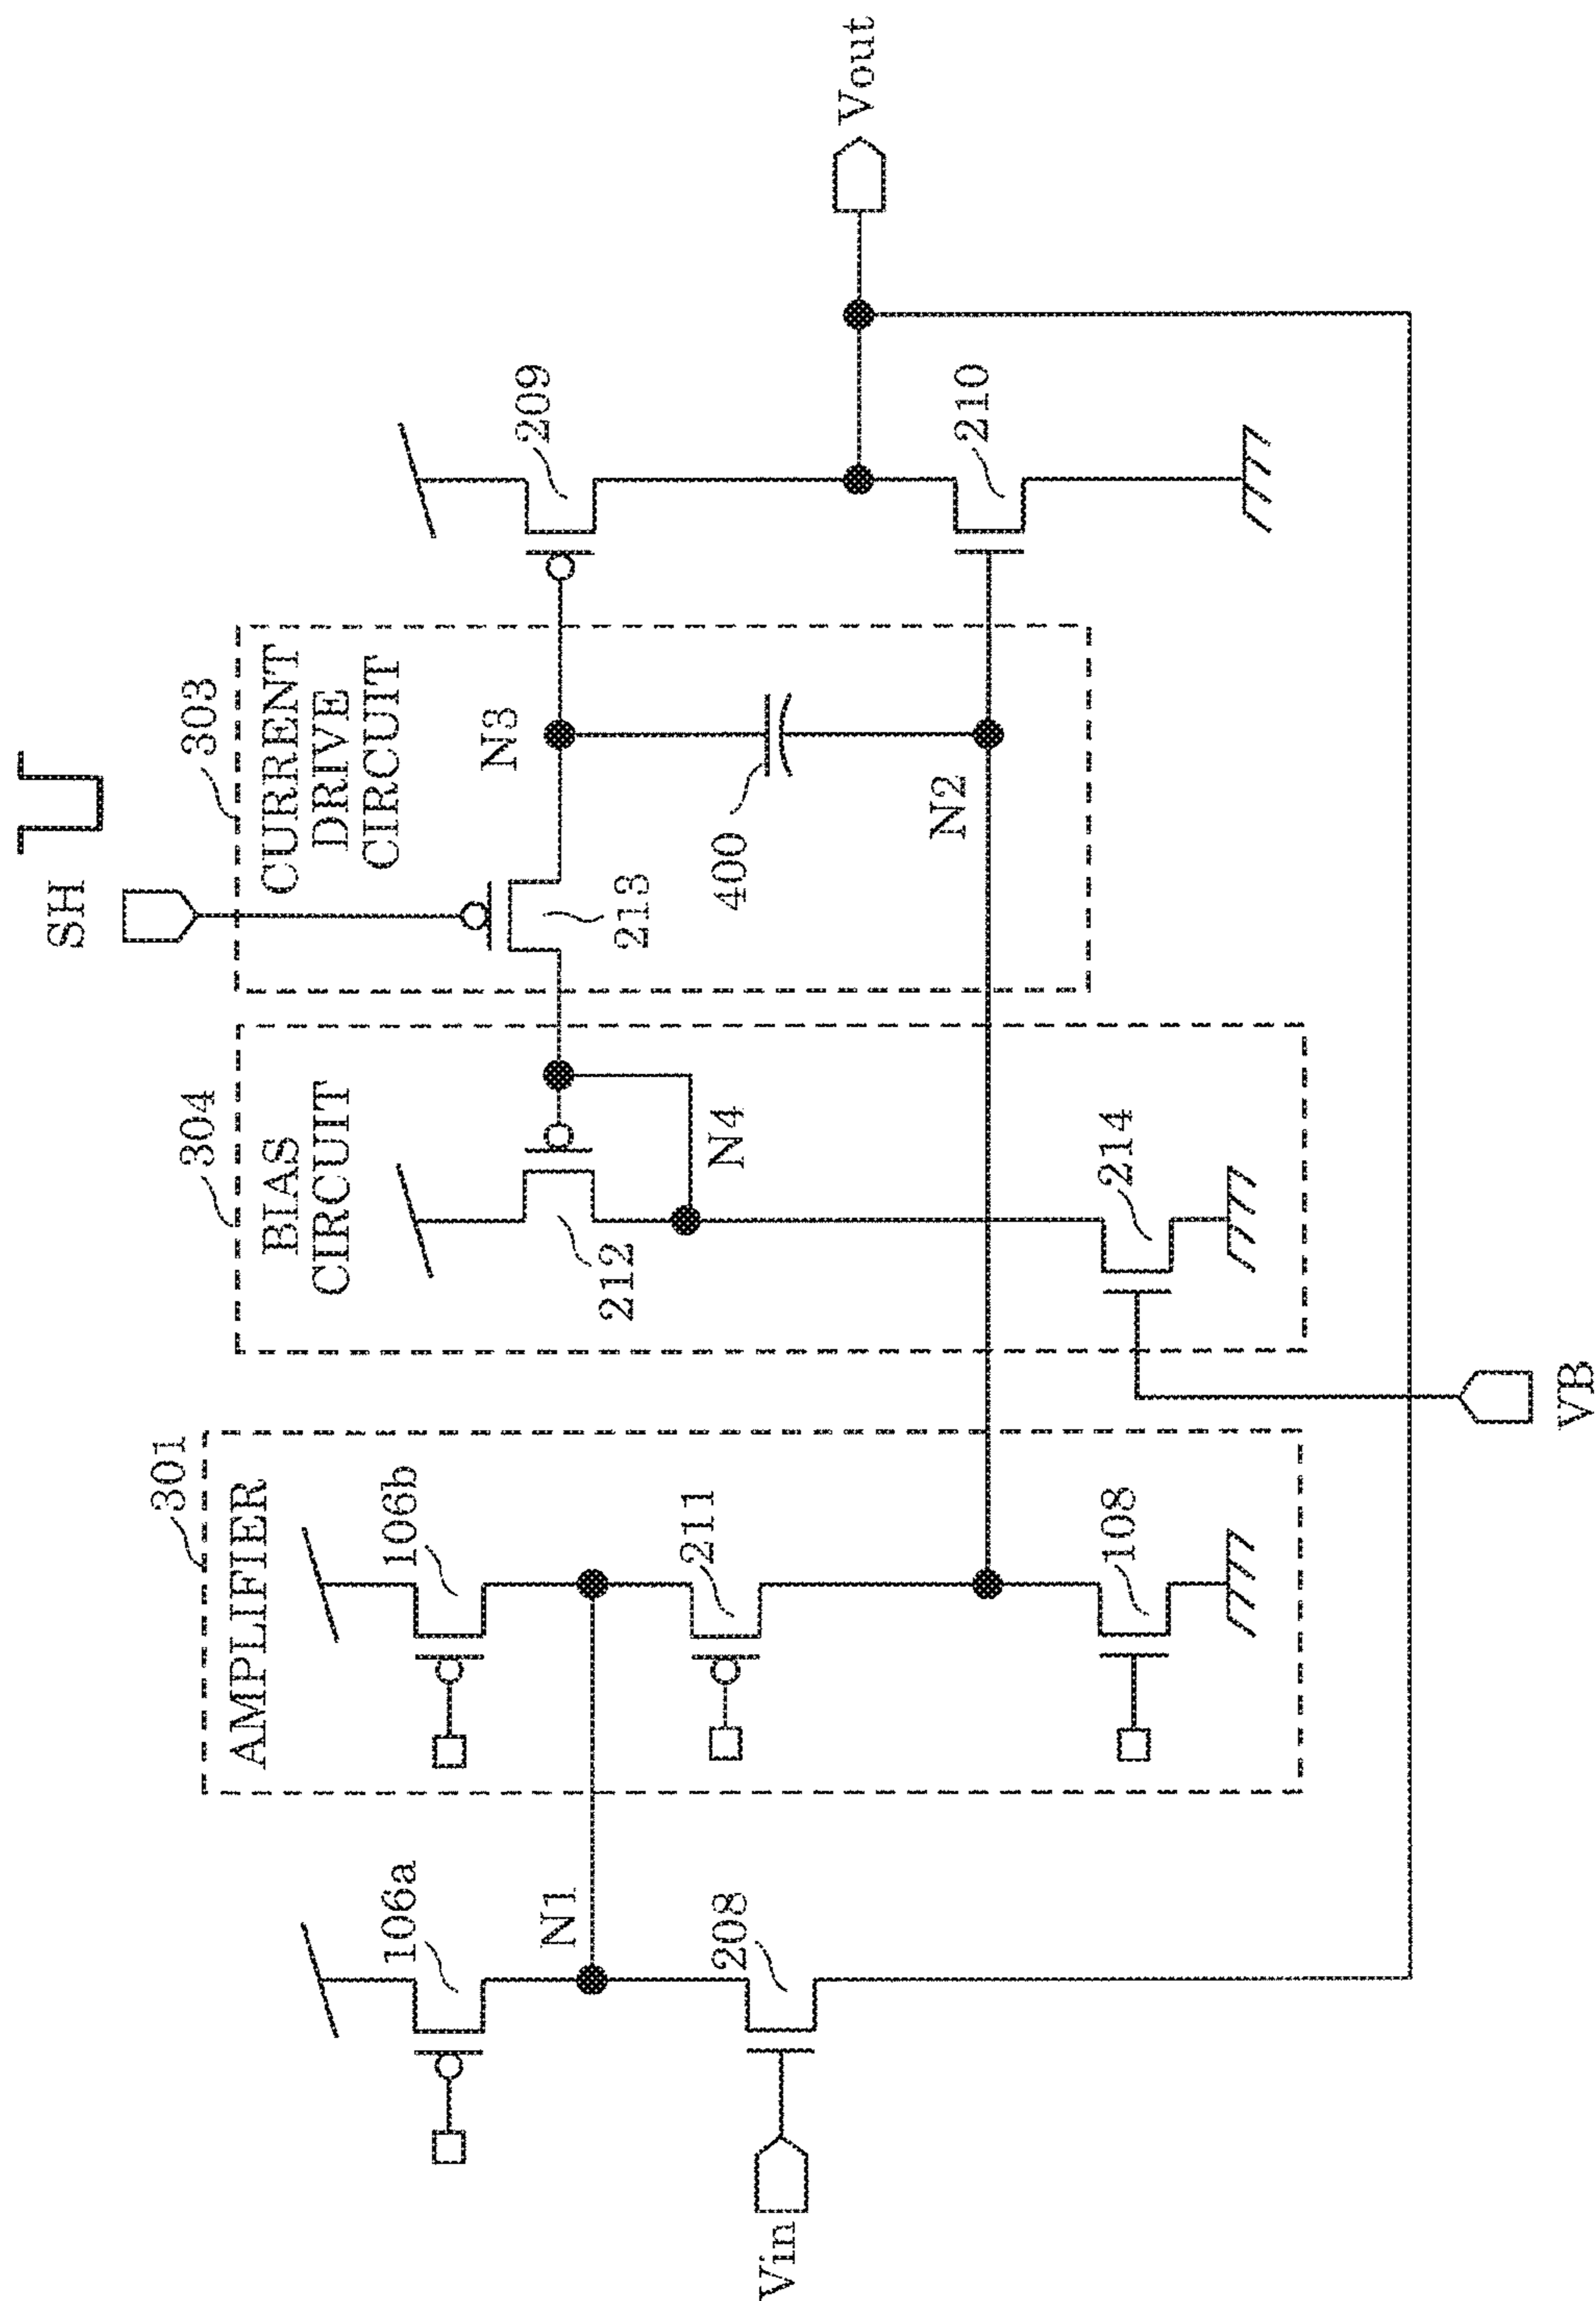 SH
303
CURRENT
DRIVE
CIRCUIT
304
BIAS
CIRCUIT
301
AMPLIFIER
106a
106b
N1
208
211
108
212
N4
214
213
N3
400
N2
209
210
Vin
VB
Vout